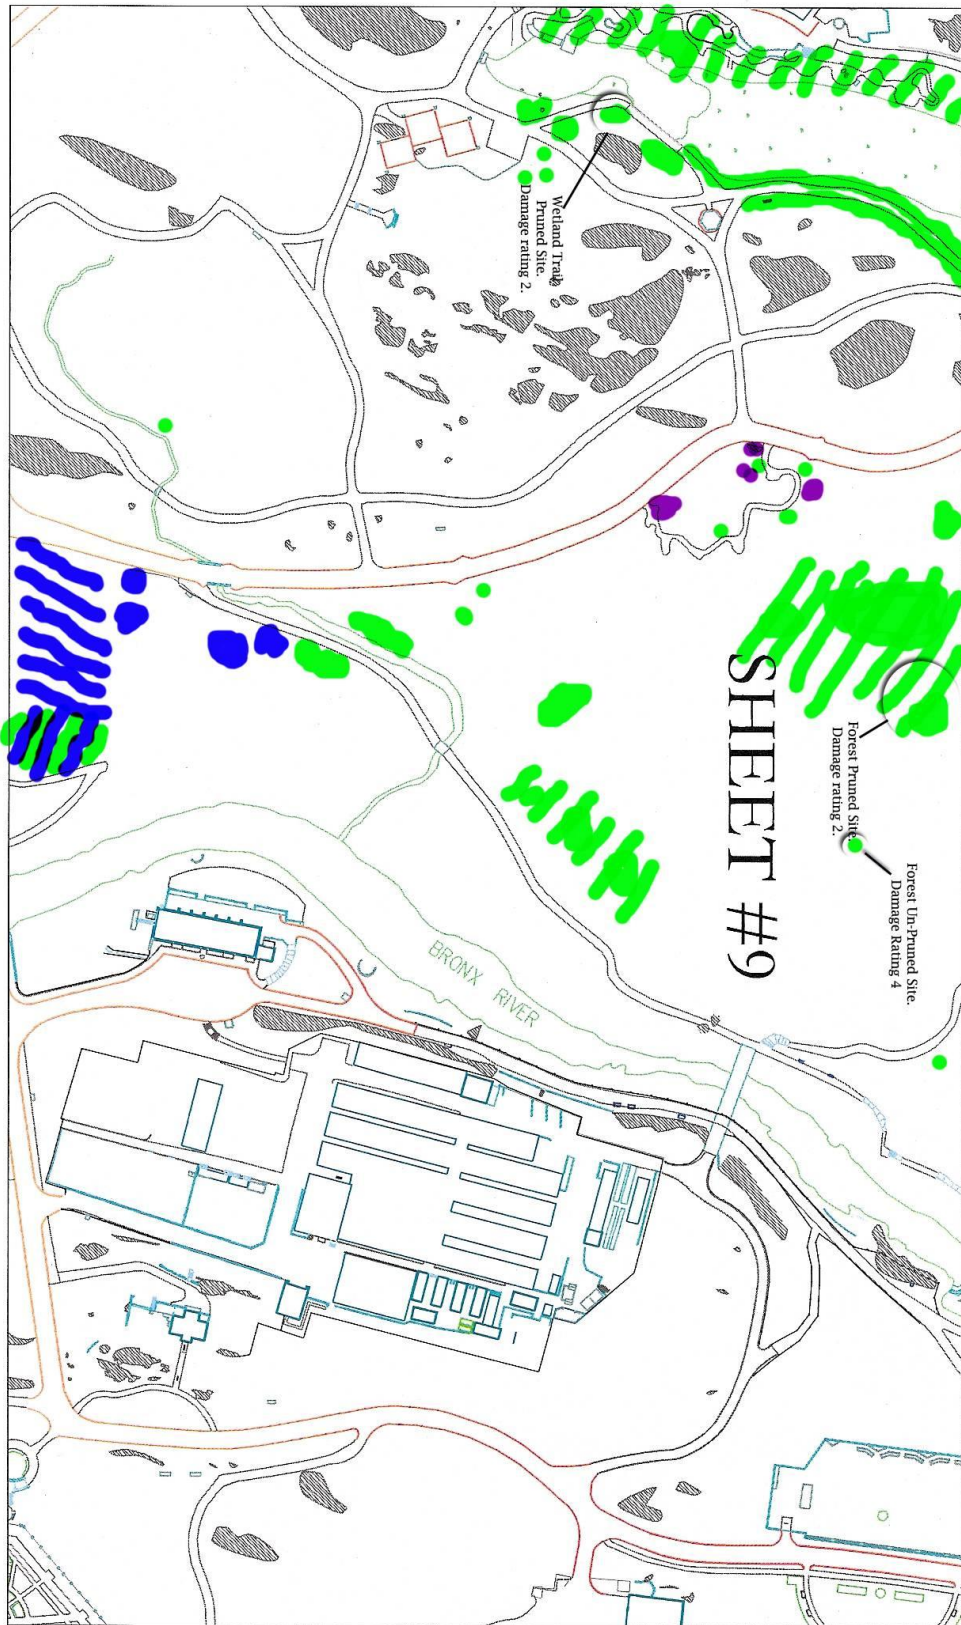 Wetland Trail
Pruned Site.
Damage rating 2.
SHEET #9
Forest Pruned Site.
Damage rating 2.
Forest Un-Pruned Site.
Damage Rating 4
BRONX RIVER